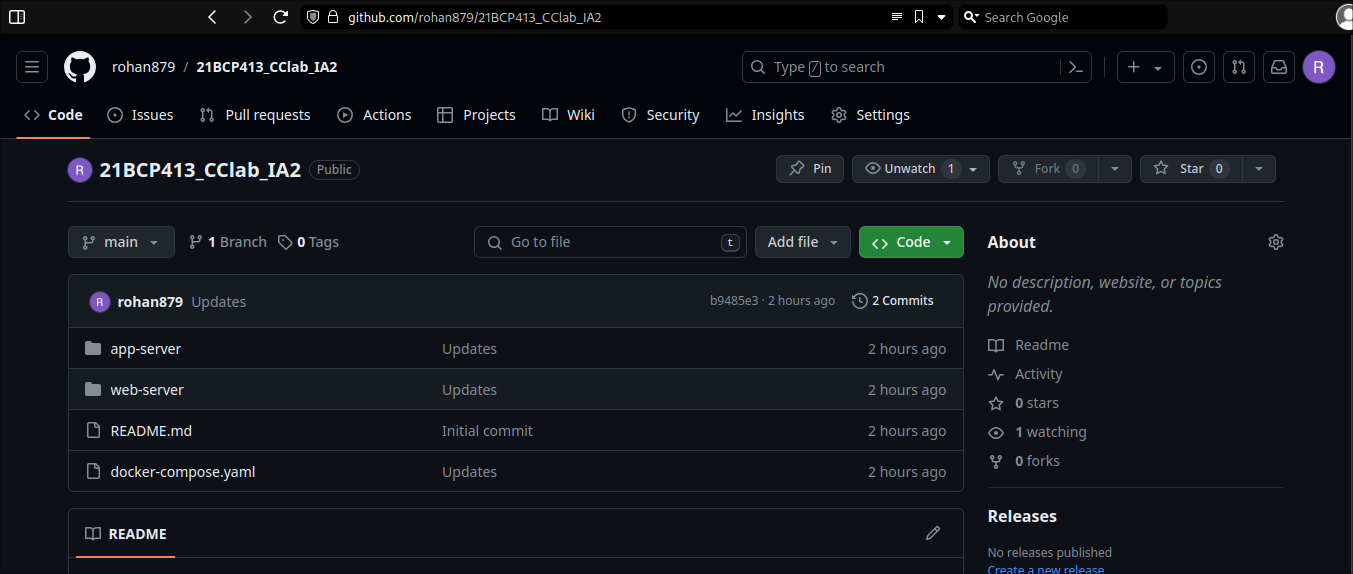 github.com/rohan879/21BCP413_CClab_IA2 Search Google
rohan879 / 21BCP413_CClab_IA2 Type / to search R
Code Issues Pull requests Actions Projects Wiki Security Insights Settings
R 21BCP413_CClab_IA2 Public Pin Unwatch 1 Fork 0 Star 0
main 1 Branch 0 Tags Go to file t Add file Code About
No description, website, or topics
provided.
R rohan879 Updates b9485e3 · 2 hours ago 2 Commits
app-server Updates 2 hours ago Readme
web-server Updates 2 hours ago Activity
0 stars
README.md Initial commit 2 hours ago 1 watching
docker-compose.yaml Updates 2 hours ago 0 forks
README Releases
No releases published
Create a new release